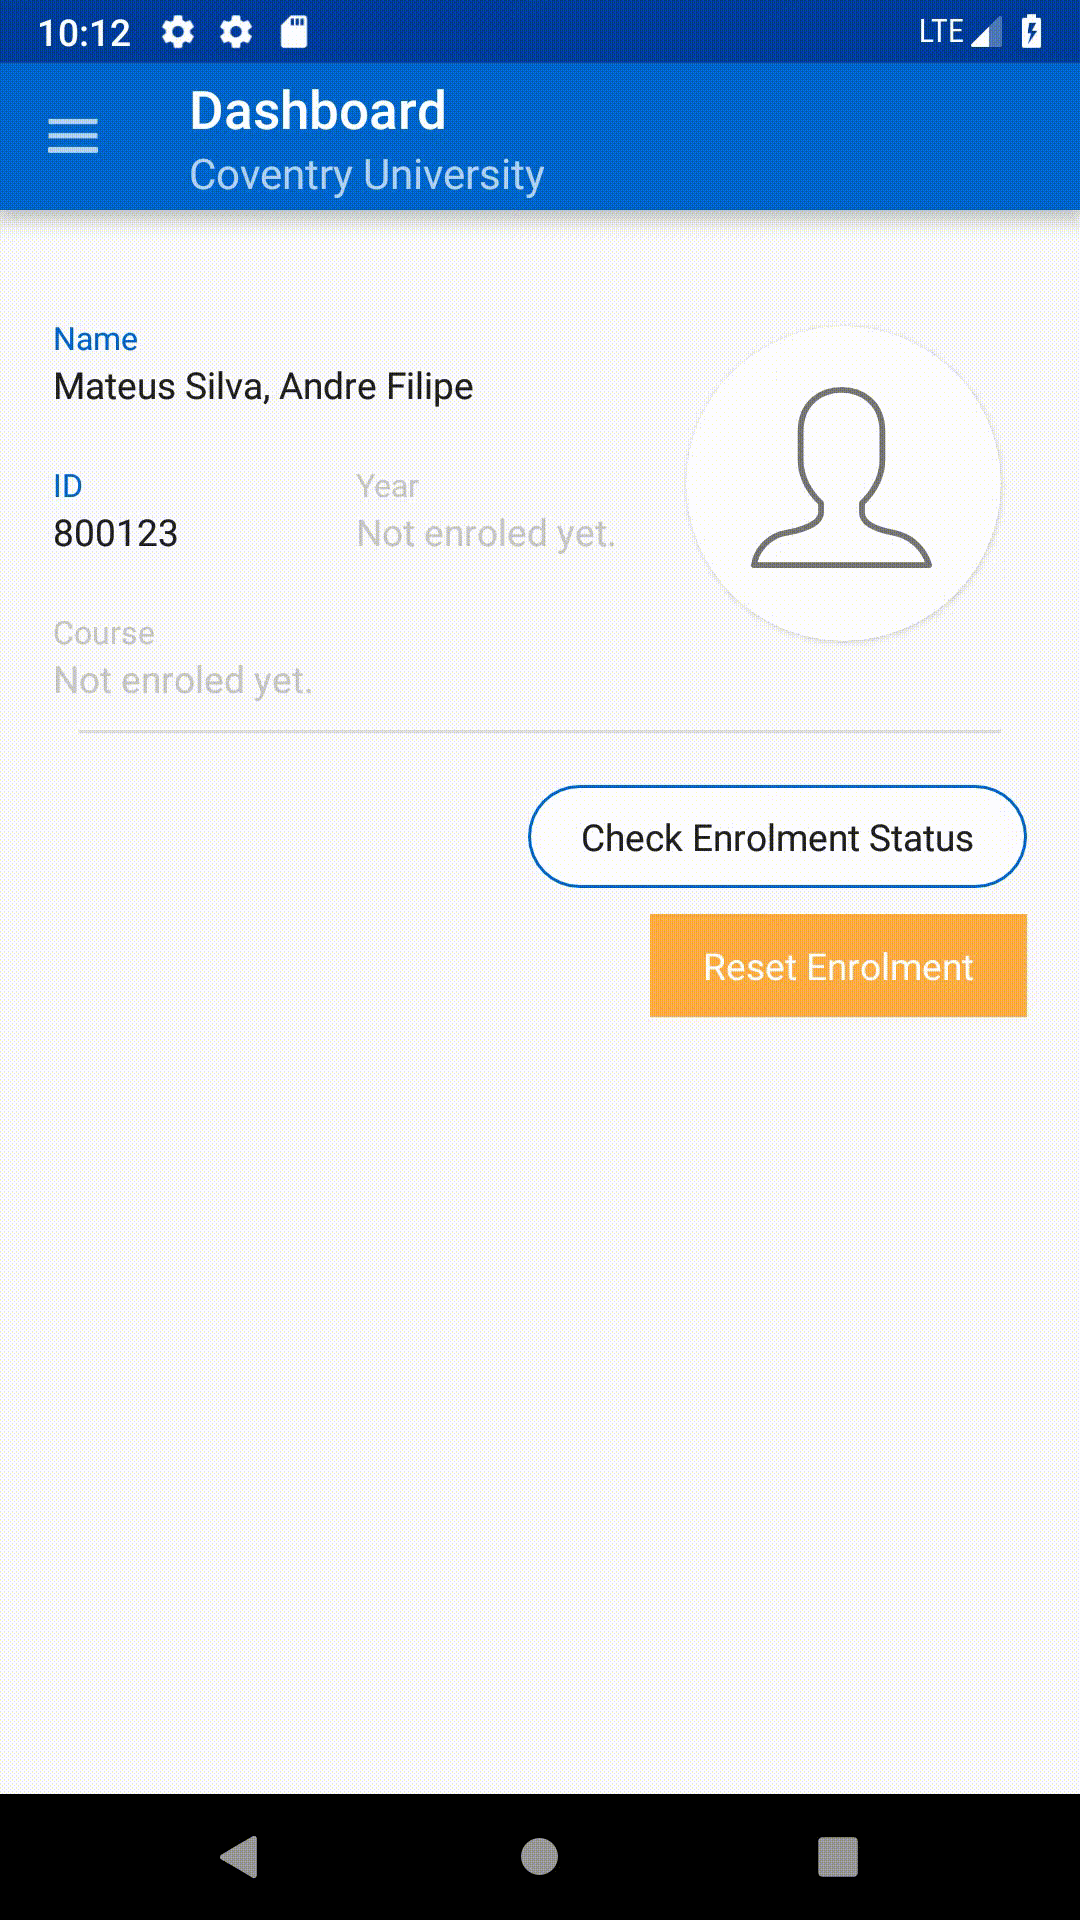 10:12 LTE
Dashboard
Coventry University
Name
Mateus Silva, Andre Filipe
ID Year
800123 Not enroled yet.
Course
Not enroled yet.
Check Enrolment Status
Reset Enrolment